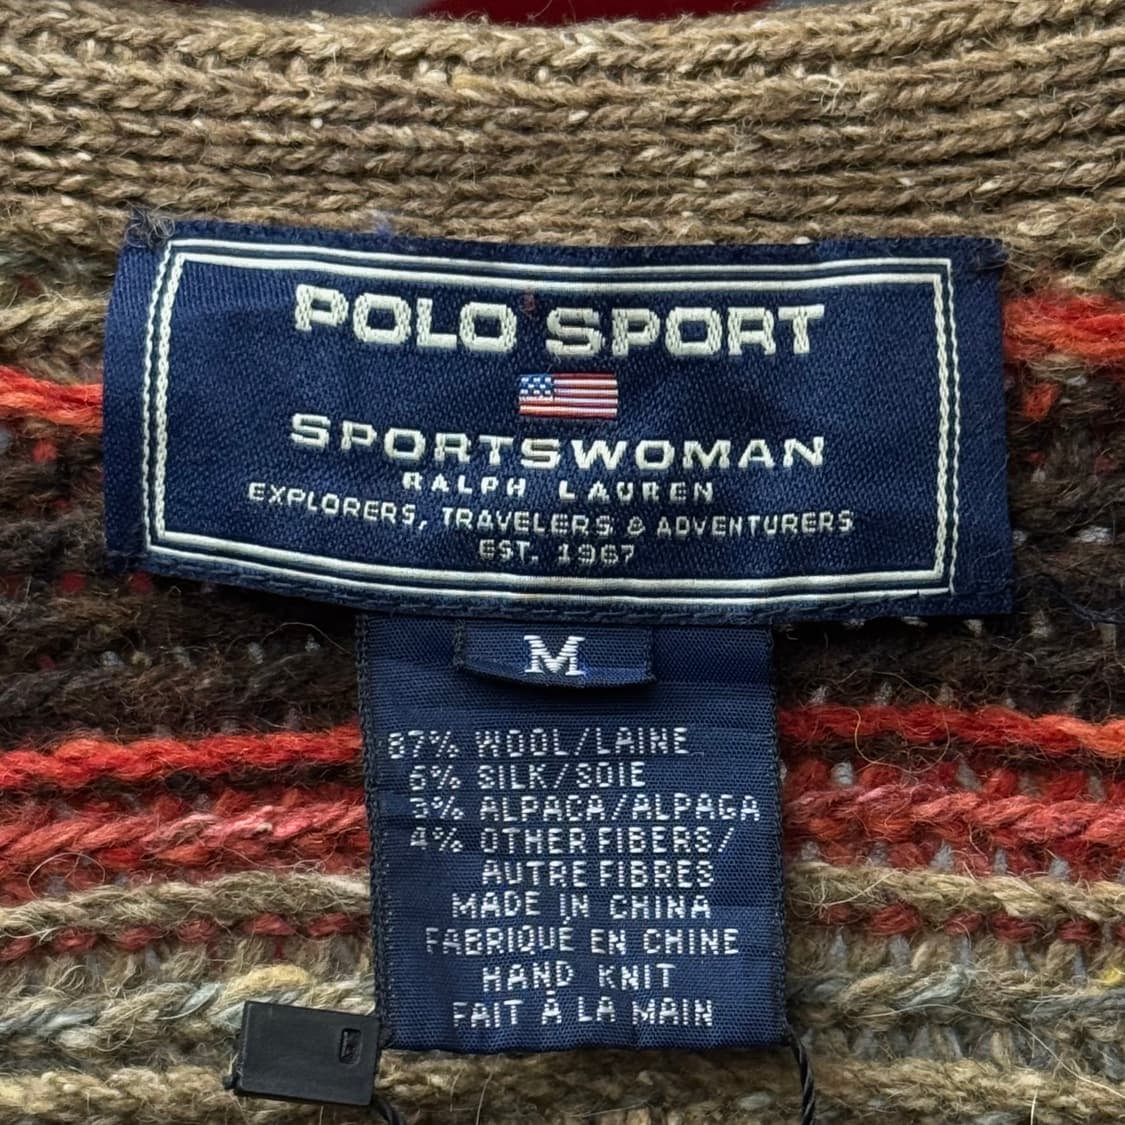 POLO SPORT
SPORTSWOMAN
RALPH LAUREN
EXPLORERS, TRAVELERS & ADVENTURERS
EST. 1967
M
87% WOOL/LAINE
6% SILK/SOIE
3% ALPACA/ALPAGA
4% OTHER FIBERS/
AUTRE FIBRES
MADE IN CHINA
FABRIQUÉ EN CHINE
HAND KNIT
FAIT À LA MAIN